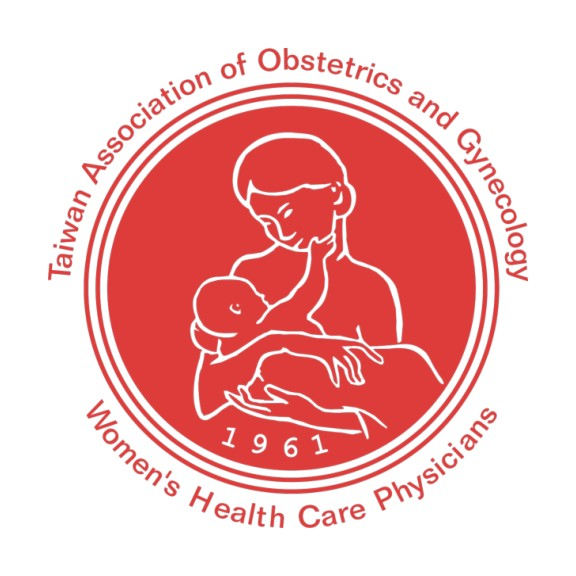 Taiwan Association of Obstetrics and Gynecology
1961
Women's Health Care Physicians